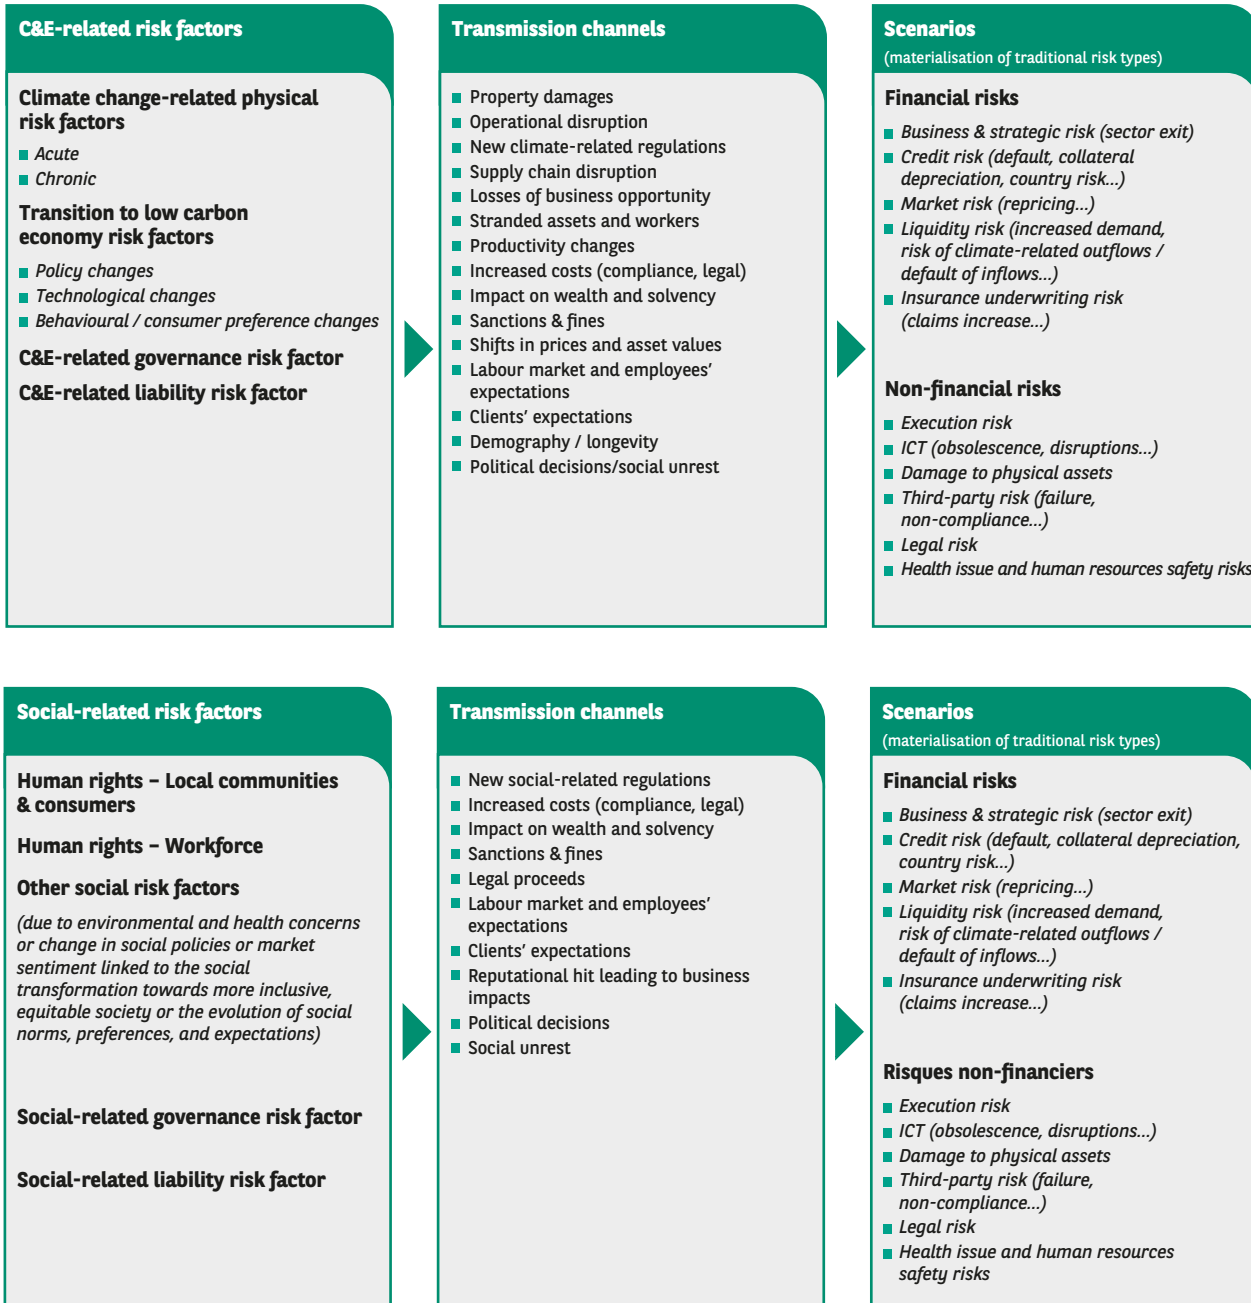 C&E-related risk factors
Climate change-related physical
risk factors
Acute
Chronic
Transition to low carbon
economy risk factors
Policy changes
Technological changes
Behavioural / consumer preference changes
C&E-related governance risk factor
C&E-related liability risk factor
Transmission channels
Property damages
Operational disruption
New climate-related regulations
Supply chain disruption
Losses of business opportunity
Stranded assets and workers
Productivity changes
Increased costs (compliance, legal)
Impact on wealth and solvency
Sanctions & fines
Shifts in prices and asset values
Labour market and employees’
expectations
Clients’ expectations
Demography / longevity
Political decisions/social unrest
Scenarios
(materialisation of traditional risk types)
Financial risks
Business & strategic risk (sector exit)
Credit risk (default, collateral
depreciation, country risk...)
Market risk (repricing...)
Liquidity risk (increased demand,
risk of climate-related outflows /
default of inflows...)
Insurance underwriting risk
(claims increase...)
Non-financial risks
Execution risk
ICT (obsolescence, disruptions...)
Damage to physical assets
Third-party risk (failure,
non-compliance...)
Legal risk
Health issue and human resources safety risks
Social-related risk factors
Human rights – Local communities
& consumers
Human rights – Workforce
Other social risk factors
(due to environmental and health concerns
or change in social policies or market
sentiment linked to the social
transformation towards more inclusive,
equitable society or the evolution of social
norms, preferences, and expectations)
Social-related governance risk factor
Social-related liability risk factor
Transmission channels
New social-related regulations
Increased costs (compliance, legal)
Impact on wealth and solvency
Sanctions & fines
Legal proceeds
Labour market and employees’
expectations
Clients’ expectations
Reputational hit leading to business
impacts
Political decisions
Social unrest
Scenarios
(materialisation of traditional risk types)
Financial risks
Business & strategic risk (sector exit)
Credit risk (default, collateral depreciation,
country risk...)
Market risk (repricing...)
Liquidity risk (increased demand,
risk of climate-related outflows /
default of inflows...)
Insurance underwriting risk
(claims increase...)
Risques non-financiers
Execution risk
ICT (obsolescence, disruptions...)
Damage to physical assets
Third-party risk (failure,
non-compliance...)
Legal risk
Health issue and human resources
safety risks